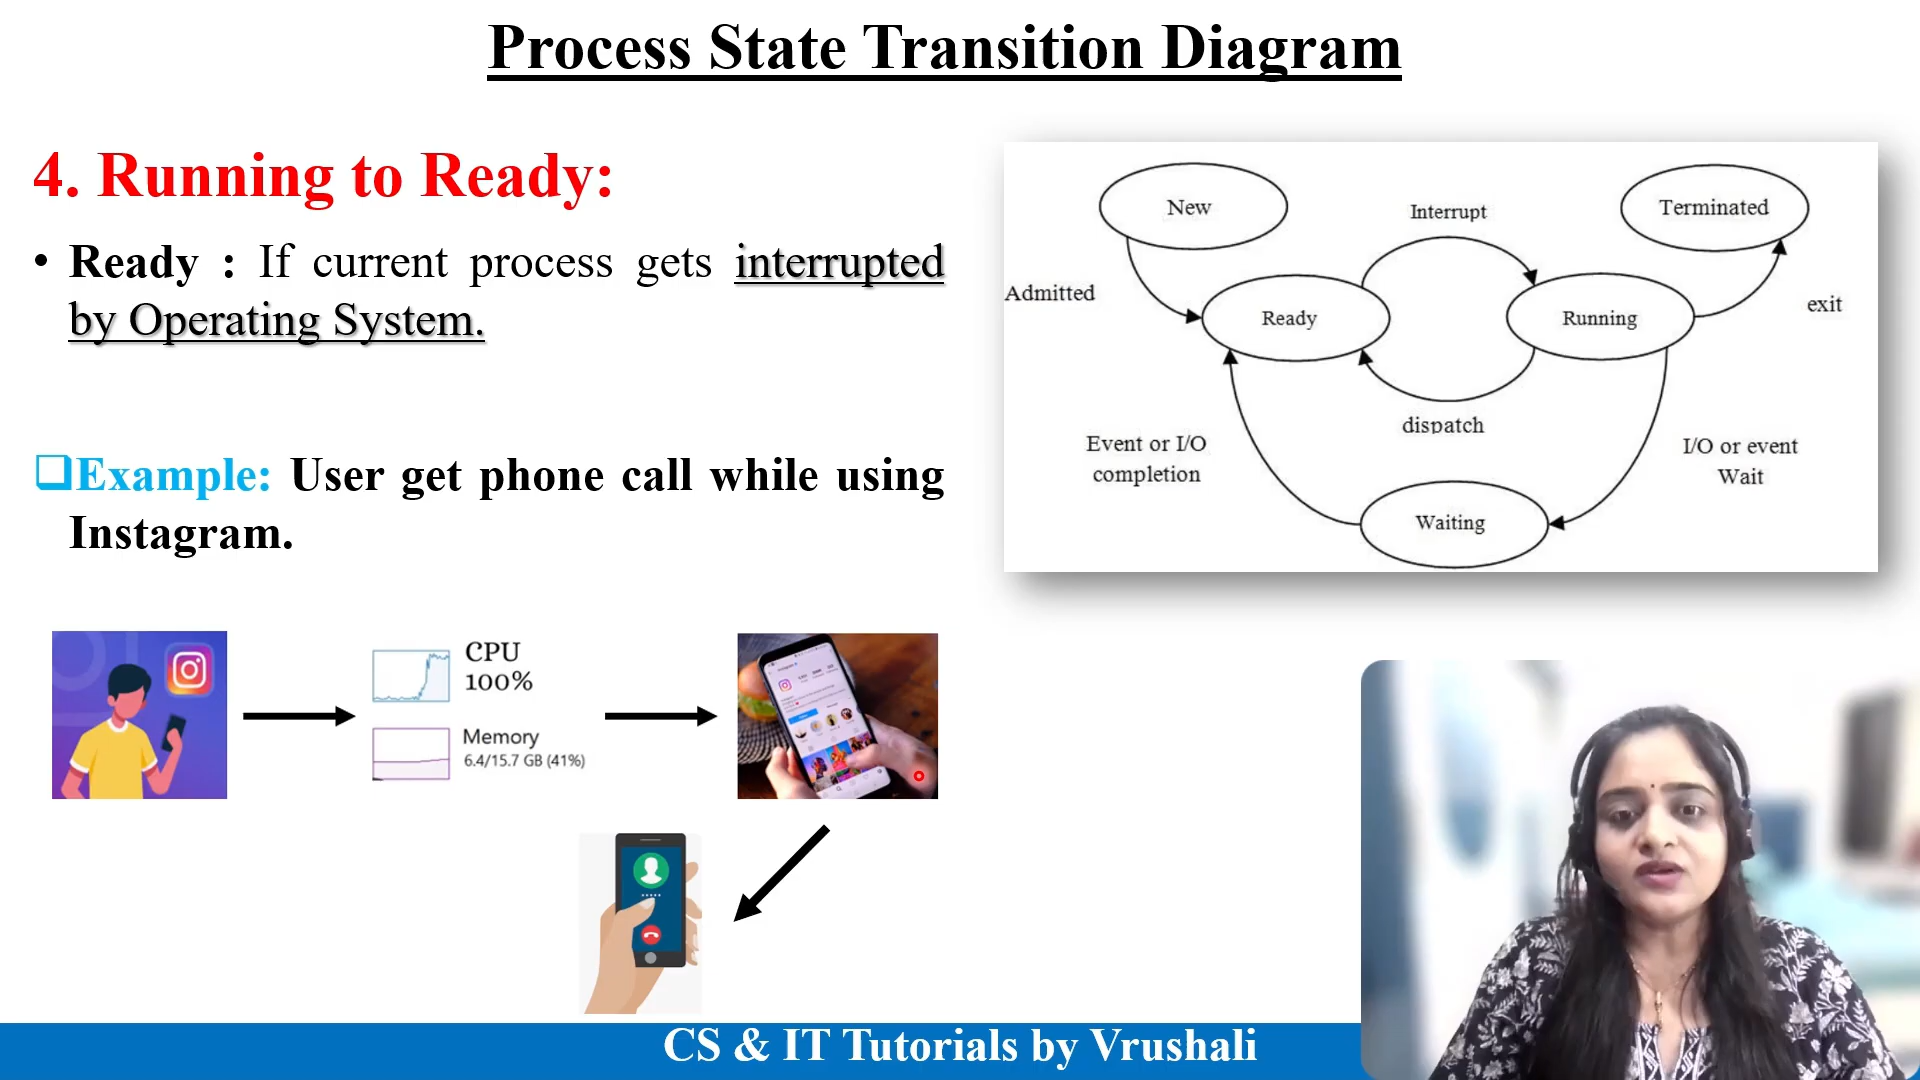 Process State Transition Diagram
4. Running to Ready:
• Ready : If current process gets interrupted
by Operating System.
❑Example: User get phone call while using
Instagram.
CPU
100%
Memory
6.4/15.7 GB (41%)
New
Interrupt
Terminated
Admitted
Ready
Running
exit
dispatch
Event or I/O
completion
I/O or event
Wait
Waiting
CS & IT Tutorials by Vrushali